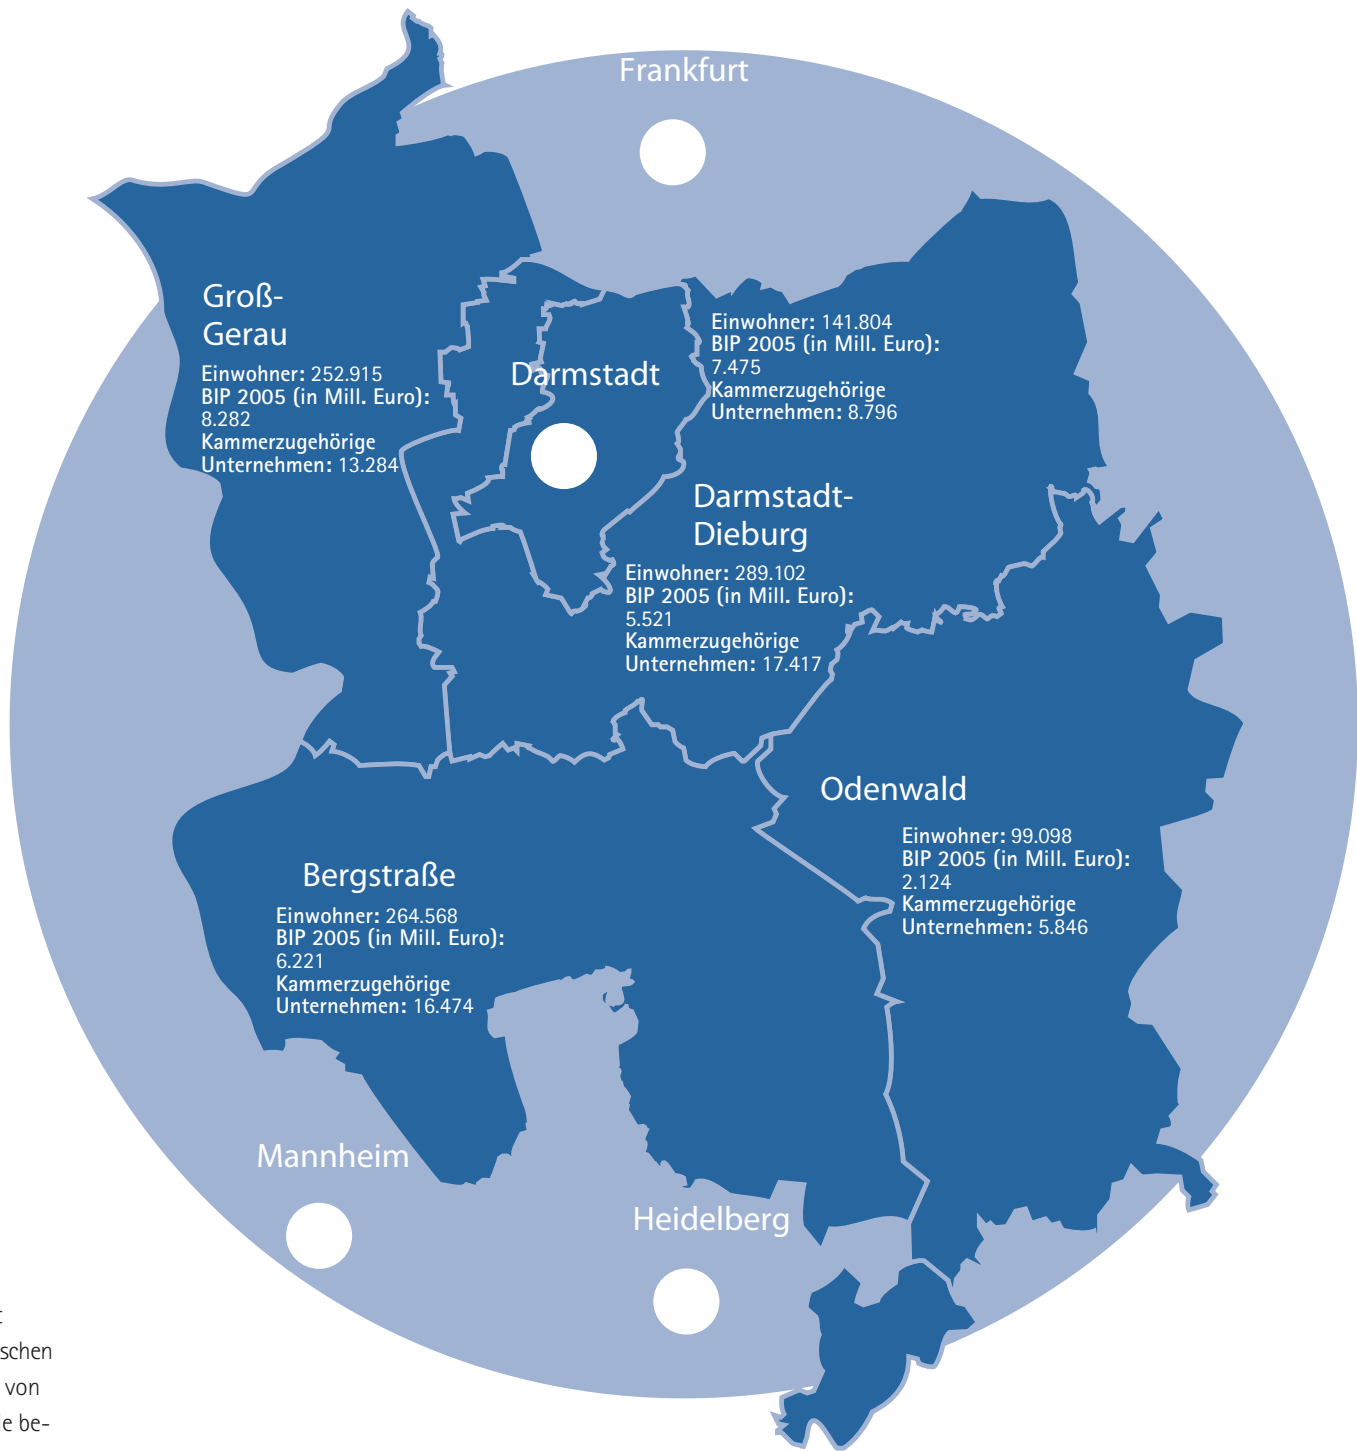 Frankfurt
Groß-
Gerau
Einwohner: 252.915
BIP 2005 (in Mill. Euro):
8.282
Kammerzugehörige
Unternehmen: 13.284
Darmstadt
Einwohner: 141.804
BIP 2005 (in Mill. Euro):
7.475
Kammerzugehörige
Unternehmen: 8.796
Darmstadt-
Dieburg
Einwohner: 289.102
BIP 2005 (in Mill. Euro):
5.521
Kammerzugehörige
Unternehmen: 17.417
Odenwald
Einwohner: 99.098
BIP 2005 (in Mill. Euro):
2.124
Kammerzugehörige
Unternehmen: 5.846
Bergstraße
Einwohner: 264.568
BIP 2005 (in Mill. Euro):
6.221
Kammerzugehörige
Unternehmen: 16.474
Mannheim
Heidelberg
schen
von
le be-